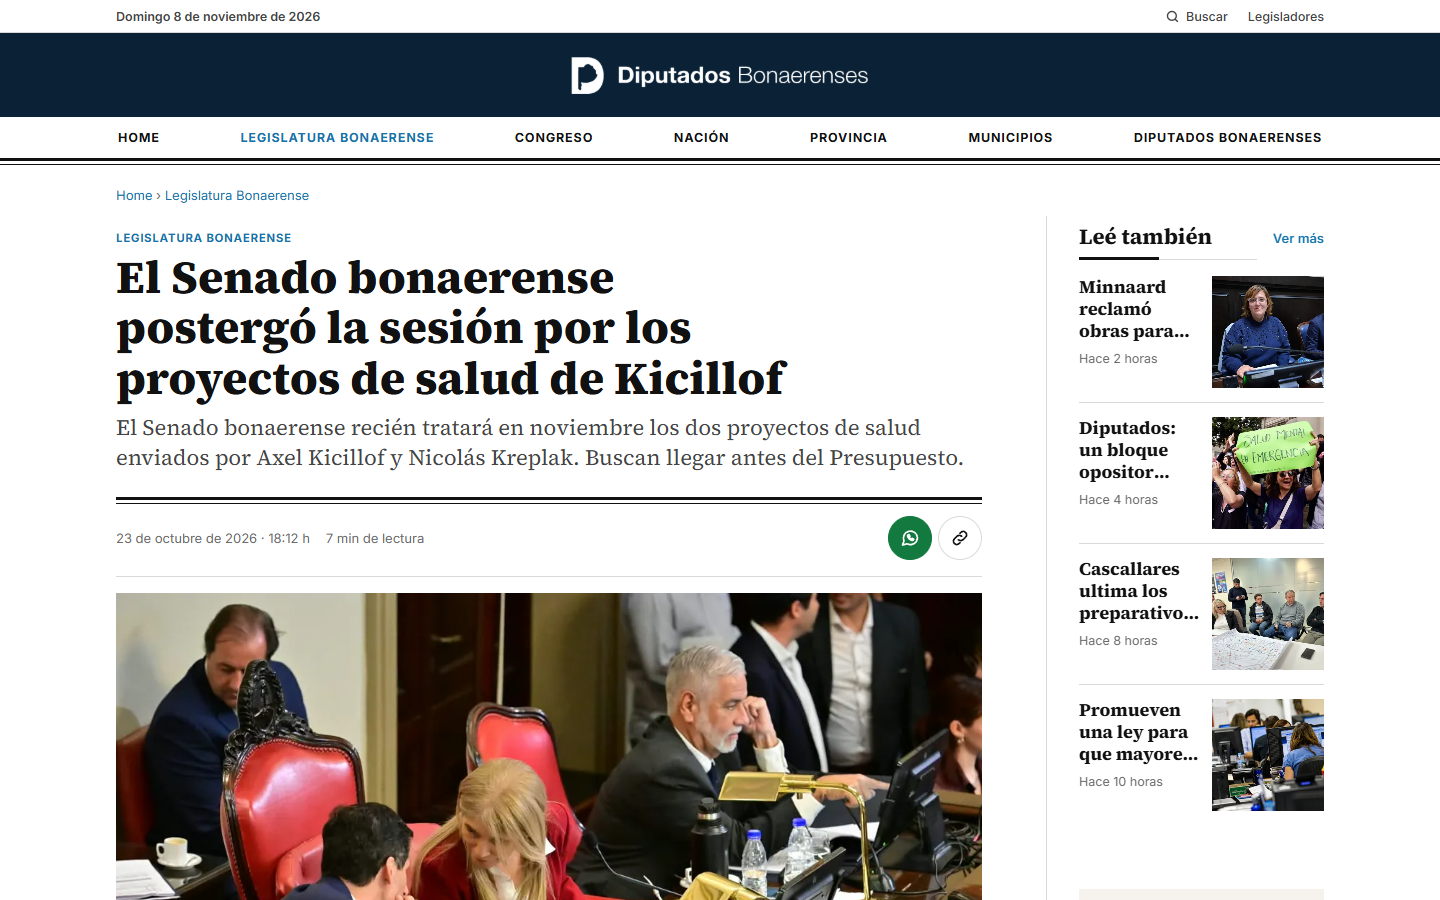 Domingo 8 de noviembre de 2026
Buscar
Legisladores
Diputados Bonaerenses
HOME
LEGISLATURA BONAERENSE
CONGRESO
NACIÓN
PROVINCIA
MUNICIPIOS
DIPUTADOS BONAERENSES
Home › Legislatura Bonaerense
LEGISLATURA BONAERENSE
El Senado bonaerense
postergó la sesión por los
proyectos de salud de Kicillof
El Senado bonaerense recién tratará en noviembre los dos proyectos de salud
enviados por Axel Kicillof y Nicolás Kreplak. Buscan llegar antes del Presupuesto.
23 de octubre de 2026 · 18:12 h
7 min de lectura
Leé también
Ver más
Minnaard
reclamó
obras para...
Hace 2 horas
Diputados:
un bloque
opositor...
Hace 4 horas
SALUD MENTAL
EN EMERGENCIA
Cascallares
ultima los
preparativo...
Hace 8 horas
Promueven
una ley para
que mayore...
Hace 10 horas